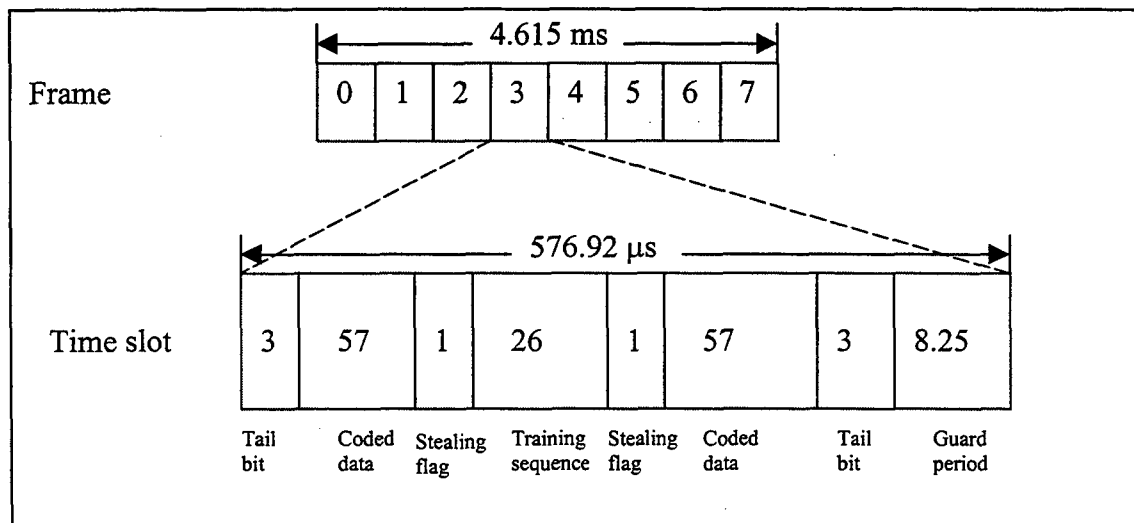 4.615 ms
Frame
0 1 2 3 4 5 6 7
576.92 μs
Time slot
3 57 1 26 1 57 3 8.25
Tail bit
Coded data
Stealing flag
Training sequence
Stealing flag
Coded data
Tail bit
Guard period